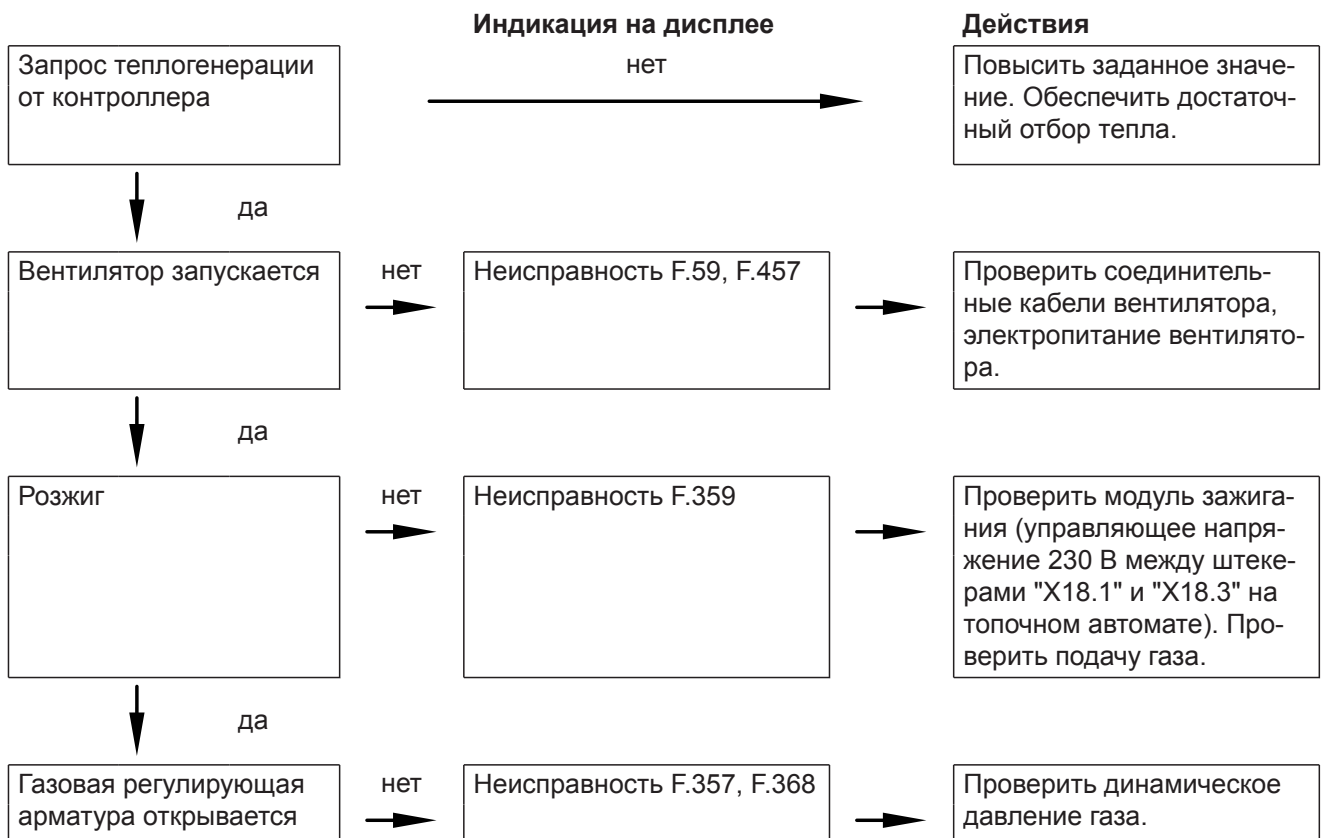 Индикация на дисплее
Действия
Запрос теплогенерации
от контроллера
нет
Повысить заданное значе-
ние. Обеспечить достаточ-
ный отбор тепла.
да
Вентилятор запускается
нет
Неисправность F.59, F.457
Проверить соединитель-
ные кабели вентилятора,
электропитание вентилято-
ра.
да
Розжиг
нет
Неисправность F.359
Проверить модуль зажига-
ния (управляющее напря-
жение 230 В между штеке-
рами "X18.1" и "X18.3" на
топочном автомате). Про-
верить подачу газа.
да
Газовая регулирующая
арматура открывается
нет
Неисправность F.357, F.368
Проверить динамическое
давление газа.